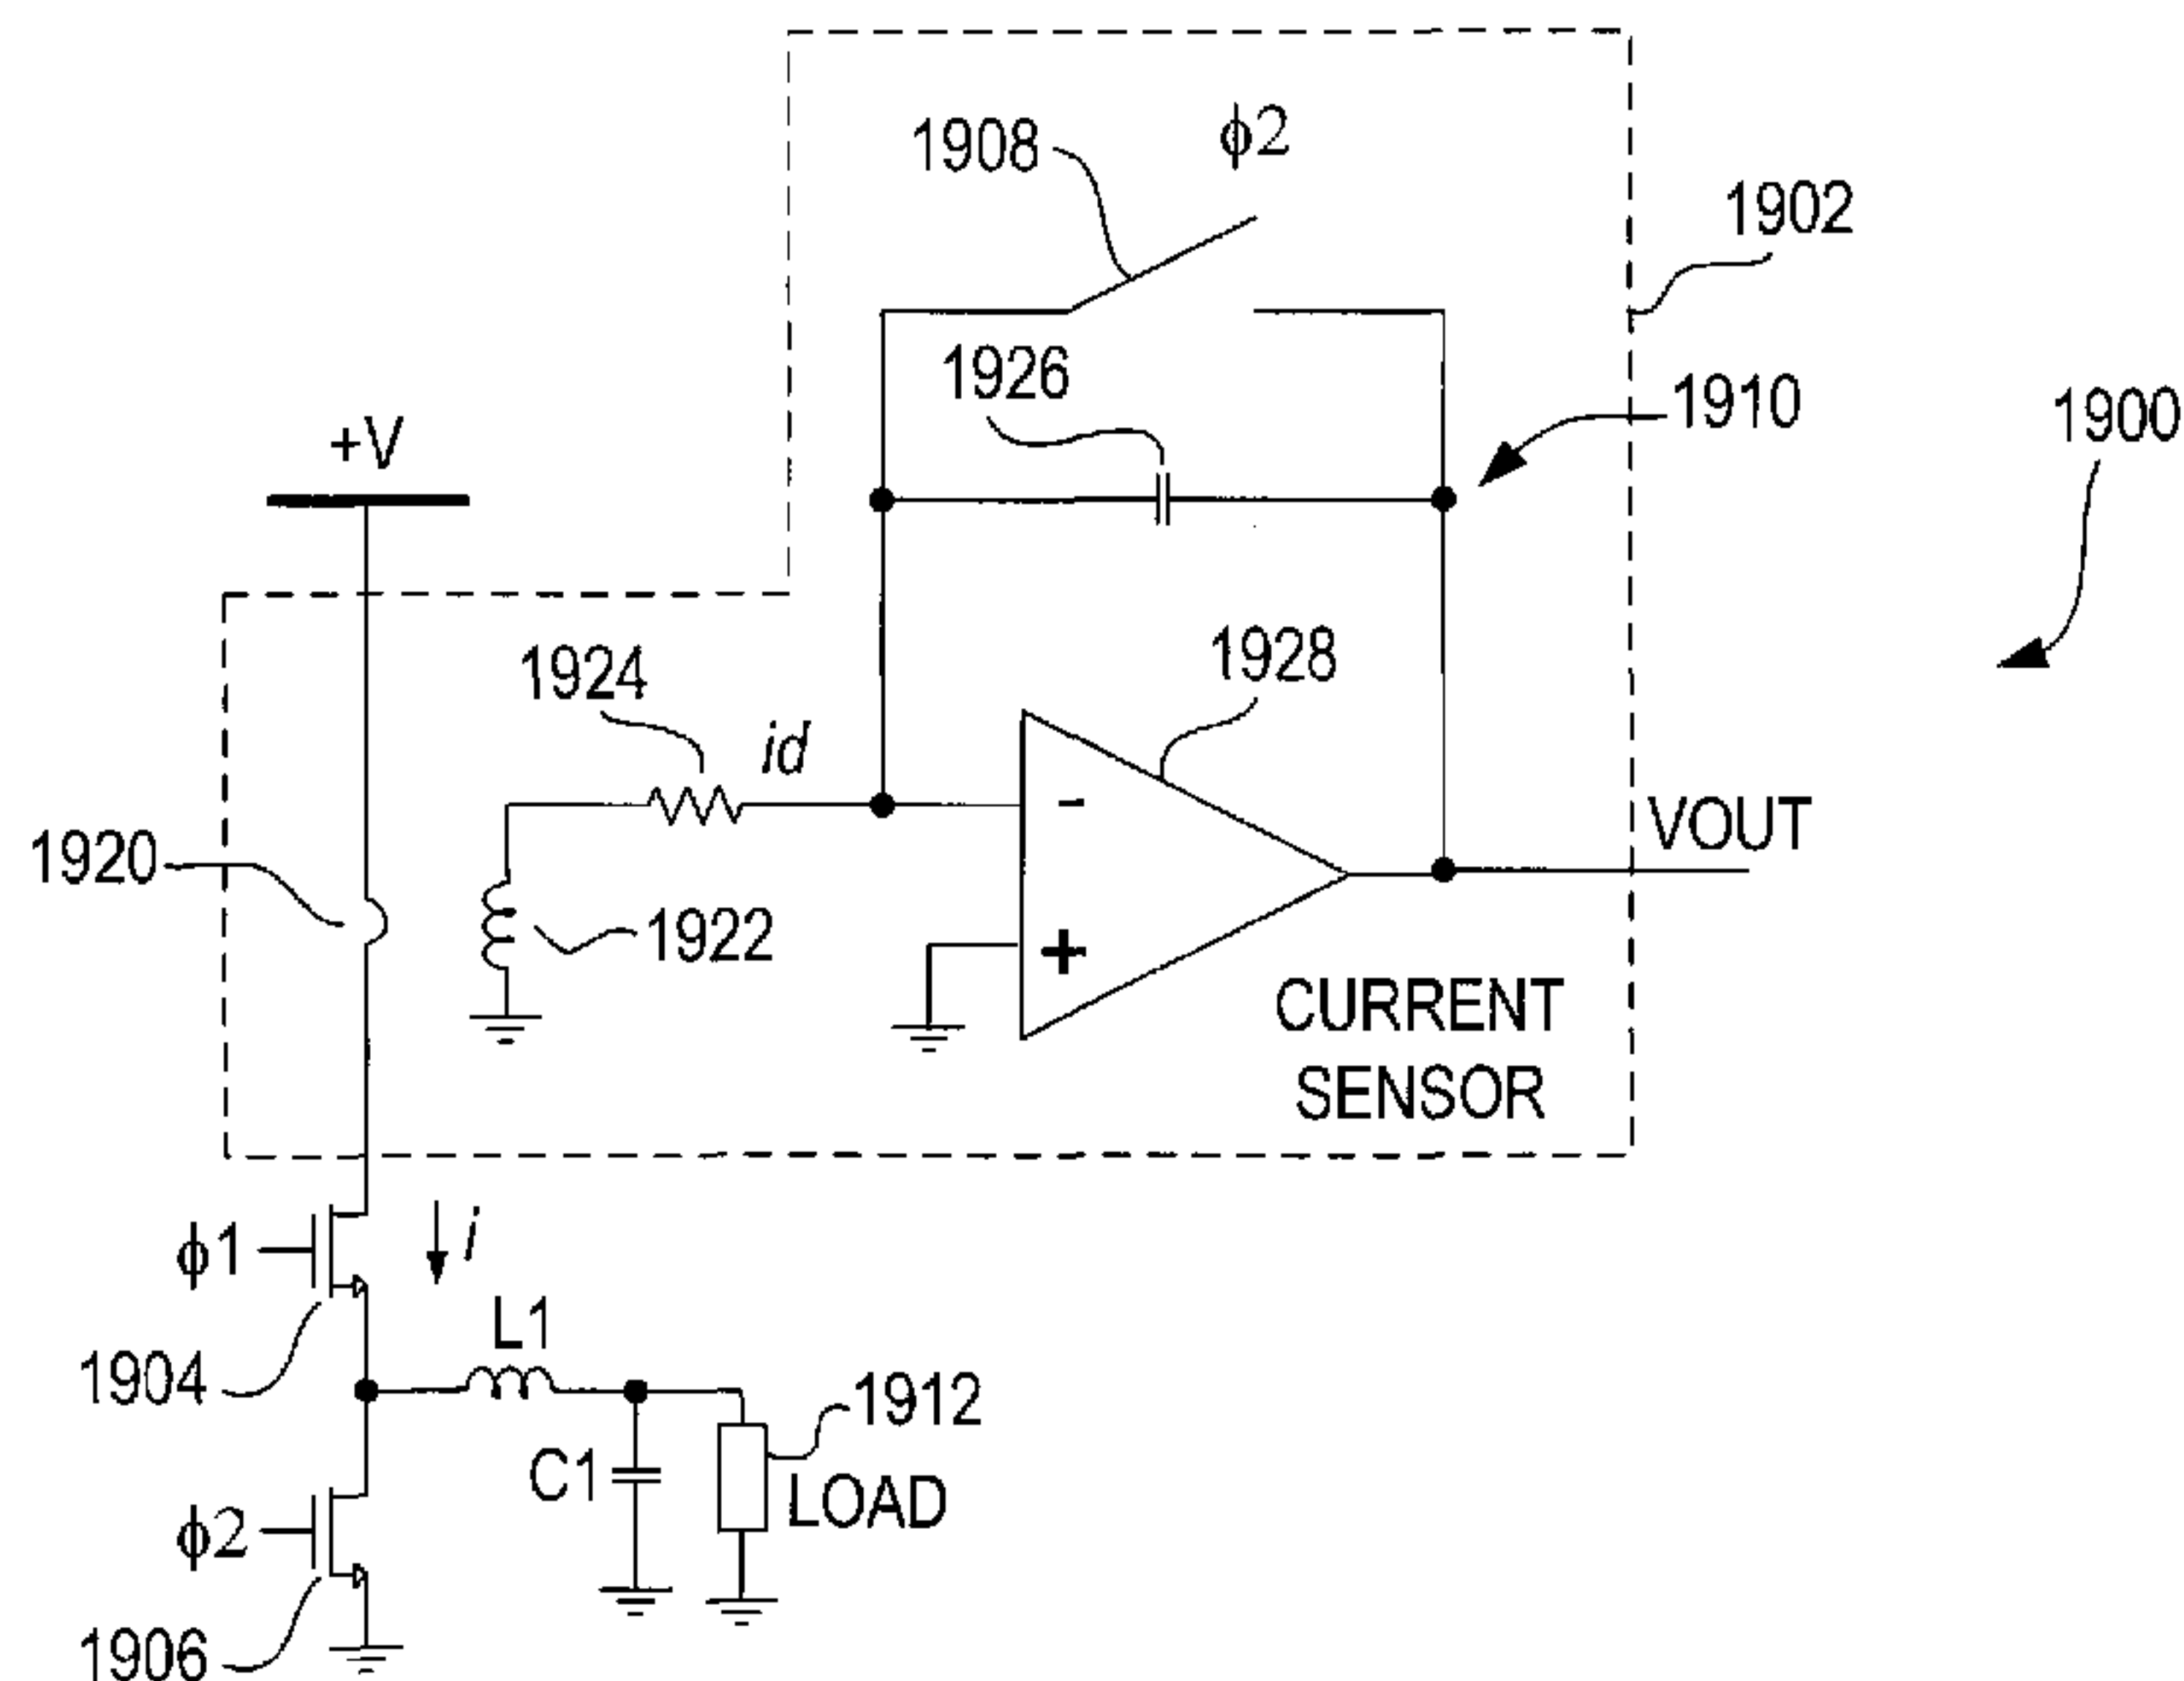 1908
ϕ2
1902
1926
1910
1900
+V
1924
id
1928
1920
1922
-
+
VOUT
CURRENT
SENSOR
ϕ1
i
L1
1904
1912
C1
LOAD
ϕ2
1906